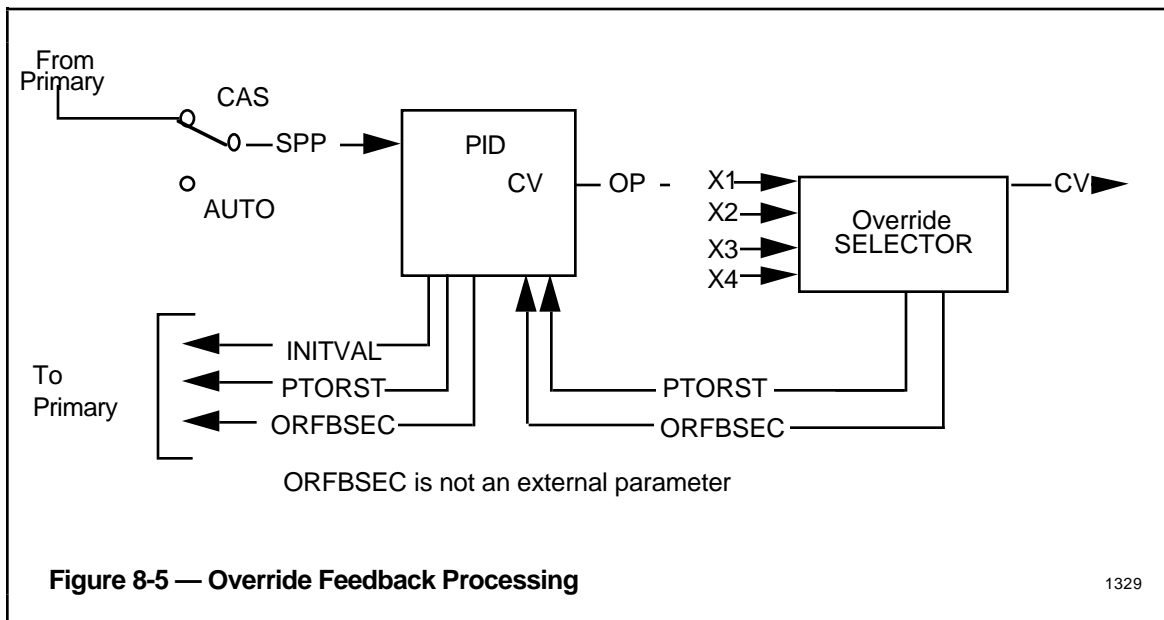 From
Primary
CAS
SPP
AUTO
PID
CV
OP
X1
X2
X3
X4
Override
SELECTOR
CV
To
Primary
INITVAL
PTORST
ORFBSEC
PTORST
ORFBSEC
ORFBSEC is not an external parameter
Figure 8-5 — Override Feedback Processing
1329